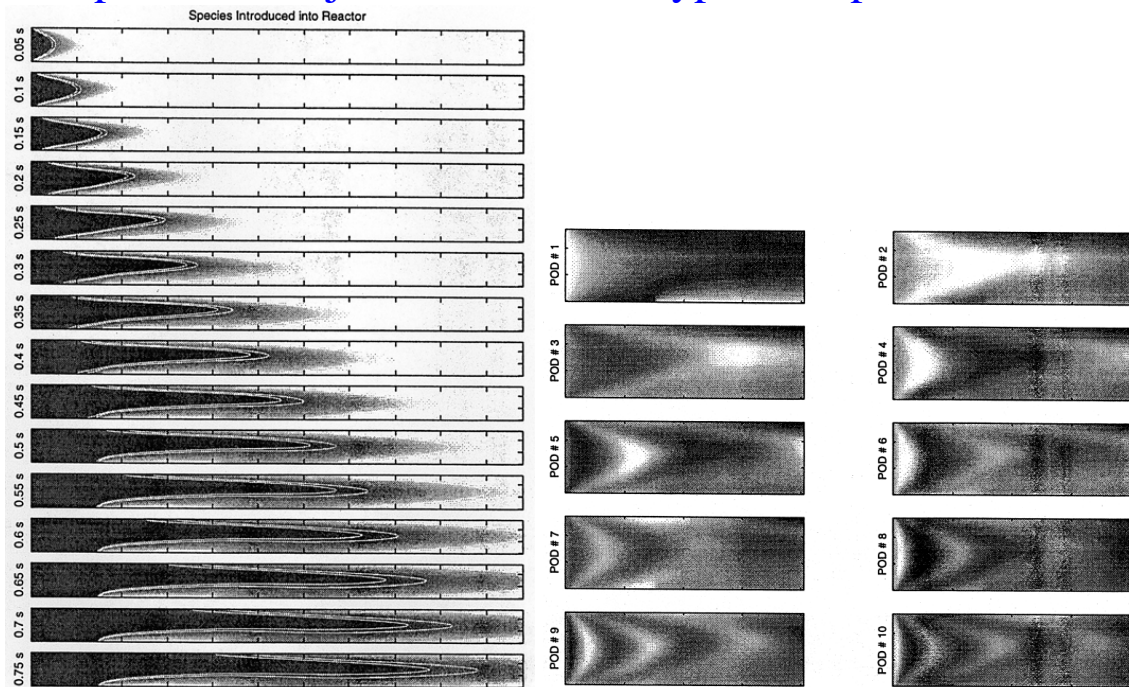 Species Introduced into Reactor
0.05 s
0.1 s
0.15 s
0.2 s
0.25 s
0.3 s
0.35 s
0.4 s
0.45 s
0.5 s
0.55 s
0.6 s
0.65 s
0.7 s
0.75 s
POD # 1
POD # 2
POD # 3
POD # 4
POD # 5
POD # 6
POD # 7
POD # 8
POD # 9
POD # 10